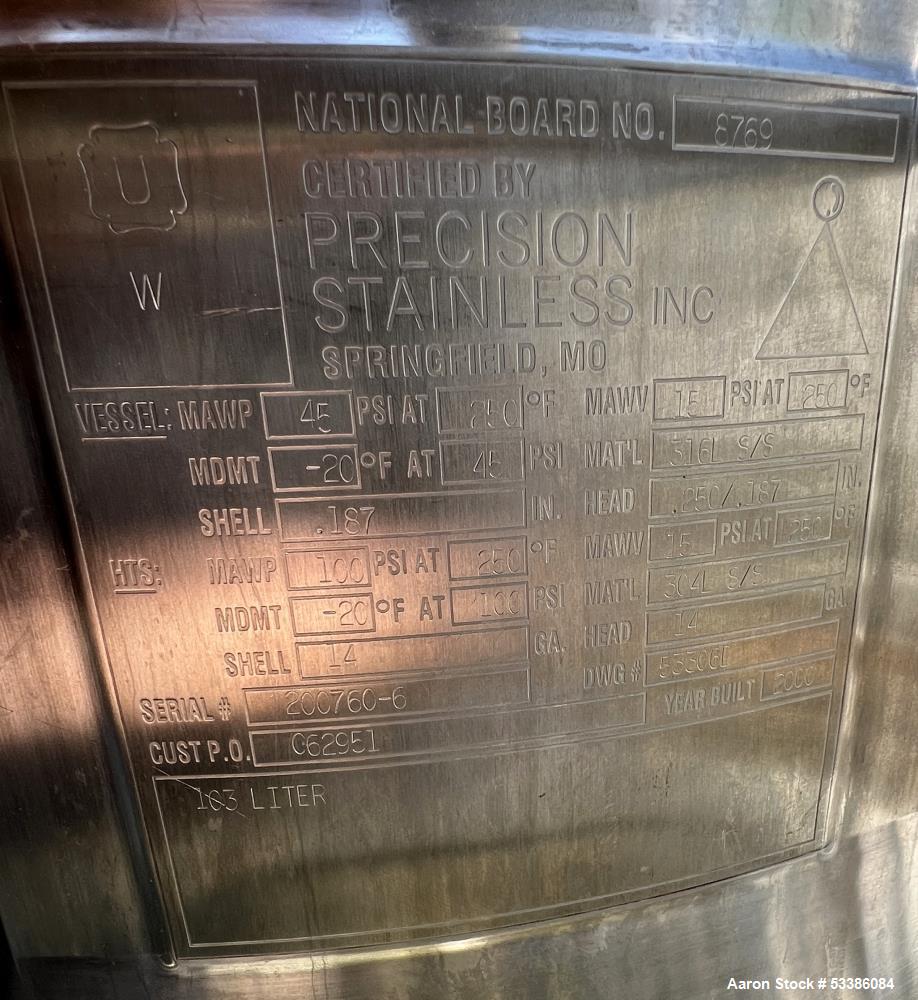 NATIONAL BOARD NO. 8769
U
W
CERTIFIED BY
PRECISION
STAINLESS INC
SPRINGFIELD, MO
VESSEL: MAWP 45 PSI AT 250 °F MAWV 15 PSI AT 250 °F
MDMT -20 °F AT 45 PSI MAT'L 316L S/S
SHELL .187 IN. HEAD .250/.187 IN.
HTS: MAWP 100 PSI AT 250 °F MAWV 15 PSI AT 250 °F
MDMT -20 °F AT 100 PSI MAT'L 304L S/S
SHELL 14 GA. HEAD 14 GA.
SERIAL # 200760-6 DWG #
CUST P.O. C62951 YEAR BUILT 2000
LITER
Aaron Stock # 53386084